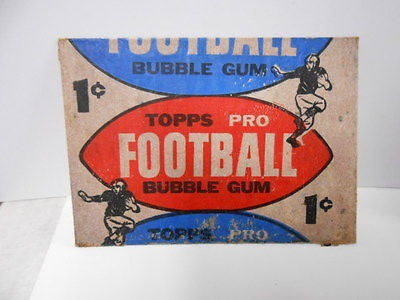 FOOTBALL
BUBBLE GUM
1¢
TOPPS PRO
FOOTBALL
BUBBLE GUM
1¢
TOPPS PRO